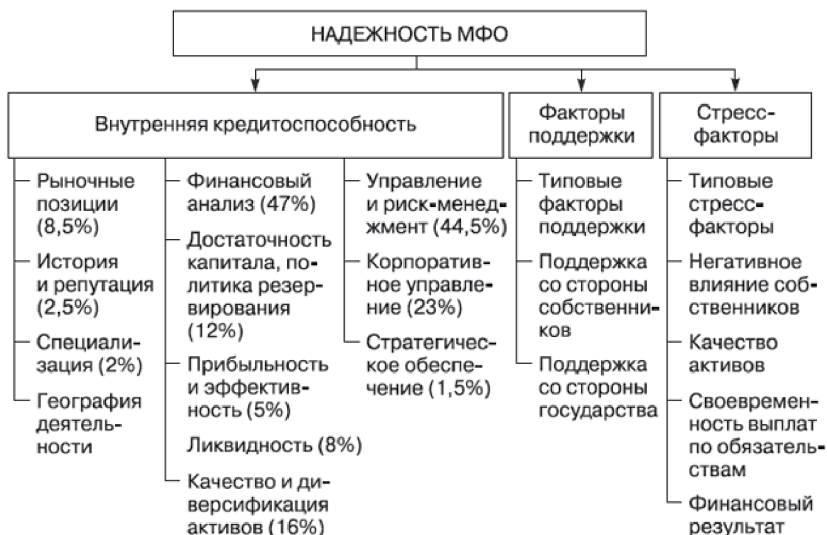 НАДЕЖНОСТЬ МФО
Внутренняя кредитоспособность
Рыночные
позиции
(8,5%)
История
и репутация
(2,5%)
Специали-
зация (2%)
География
деятель-
ности
Финансовый
анализ (47%)
Достаточность
капитала, по-
литика резер-
вирования
(12%)
Прибыльность
и эффектив-
ность (5%)
Ликвидность (8%)
Качество и ди-
версификация
активов (16%)
Управление
и риск-менед-
жмент (44,5%)
Корпоратив-
ное управле-
ние (23%)
Стратегичес-
кое обеспе-
чение (1,5%)
Факторы
поддержки
Типовые
факторы
поддержки
Поддержка
со стороны
собственни-
ков
Поддержка
со стороны
государства
Стресс-
факторы
Типовые
стресс-
факторы
Негативное
влияние соб-
ственников
Качество
активов
Своевремен-
ность выплат
по обязатель-
ствам
Финансовый
результат